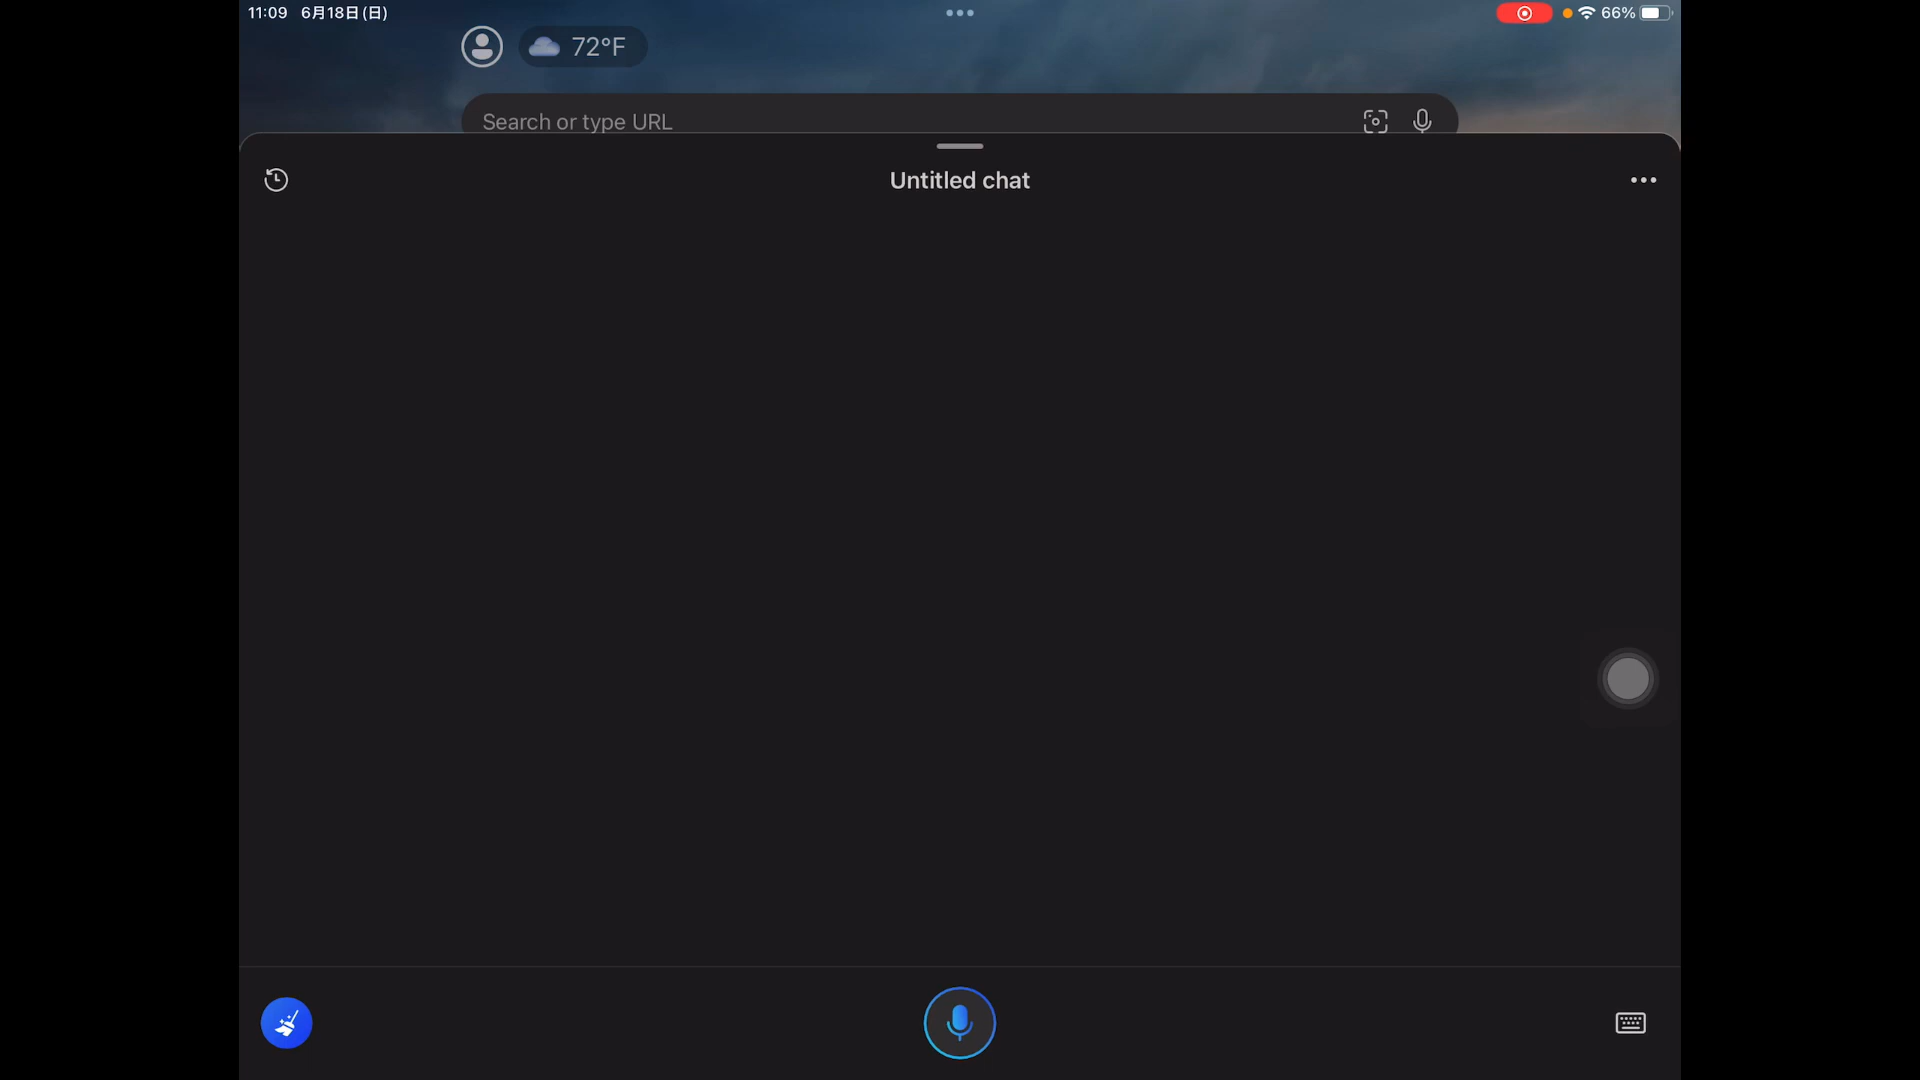 11:09 6月18日(日)
66%
72°F
Search or type URL
Untitled chat